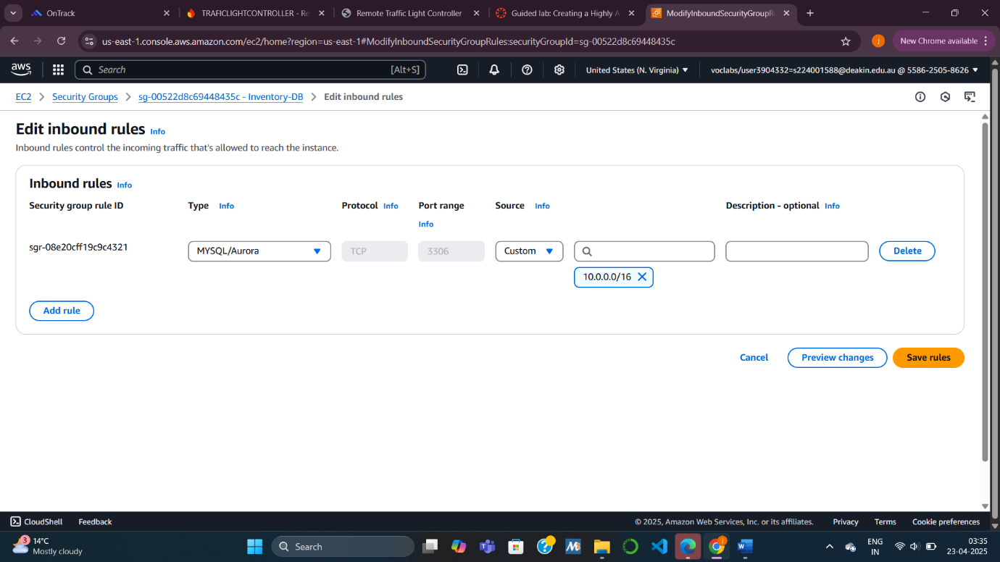 OnTrack
TRAFICLIGHTCONTROLLER - Re
Remote Traffic Light Controller
Guided lab: Creating a Highly A
ModifyInboundSecurityGroupR
us-east-1.console.aws.amazon.com/ec2/home?region=us-east-1#ModifyInboundSecurityGroupRules:securityGroupId=sg-00522d8c69448435c
j
New Chrome available
aws
Search
[Alt+S]
United States (N. Virginia)
voclabs/user3904332=s224001588@deakin.edu.au @ 5586-2505-8626
EC2
Security Groups
sg-00522d8c69448435c - Inventory-DB
Edit inbound rules
Edit inbound rules Info
Inbound rules control the incoming traffic that's allowed to reach the instance.
Inbound rules Info
Security group rule ID
Type Info
Protocol Info
Port range
Info
Source Info
Description - optional Info
sgr-08e20cff19c9c4321
MYSQL/Aurora
TCP
3306
Custom
Delete
10.0.0.0/16
Add rule
Cancel
Preview changes
Save rules
CloudShell
Feedback
© 2025, Amazon Web Services, Inc. or its affiliates.
Privacy
Terms
Cookie preferences
3
14°C
Mostly cloudy
Search
ENG
IN
03:35
23-04-2025